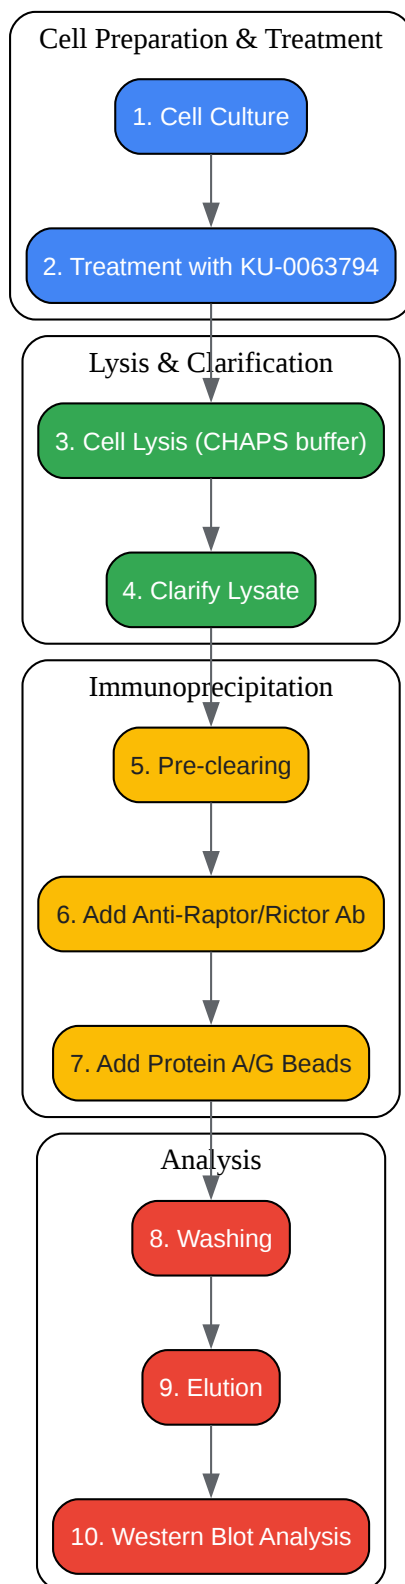 Cell Preparation & Treatment
1. Cell Culture
2. Treatment with KU-0063794
Lysis & Clarification
3. Cell Lysis (CHAPS buffer)
4. Clarify Lysate
Immunoprecipitation
5. Pre-clearing
6. Add Anti-Raptor/Rictor Ab
7. Add Protein A/G Beads
Analysis
8. Washing
9. Elution
10. Western Blot Analysis